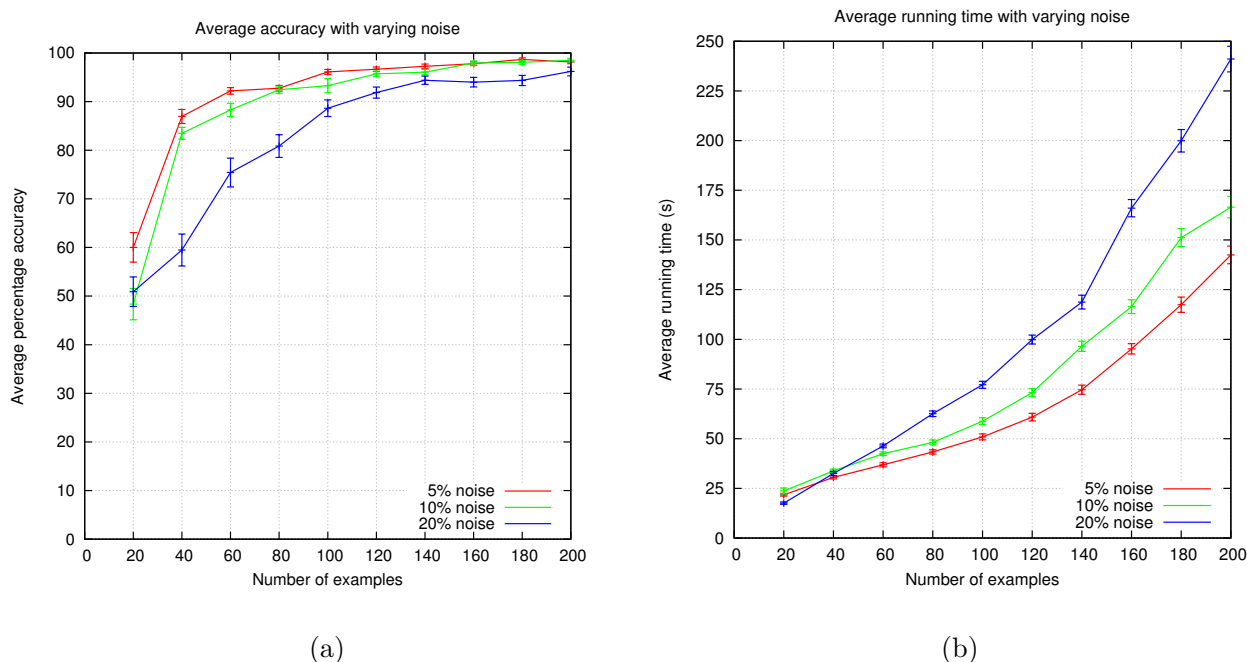 Average accuracy with varying noise
100
90
80
70
60
50
40
30
20
10
0
Average percentage accuracy
5% noise
10% noise
20% noise
0 20 40 60 80 100 120 140 160 180 200
Number of examples
(a)
Average running time with varying noise
250
225
200
175
150
125
100
75
50
25
0
Average running time (s)
5% noise
10% noise
20% noise
0 20 40 60 80 100 120 140 160 180 200
Number of examples
(b)